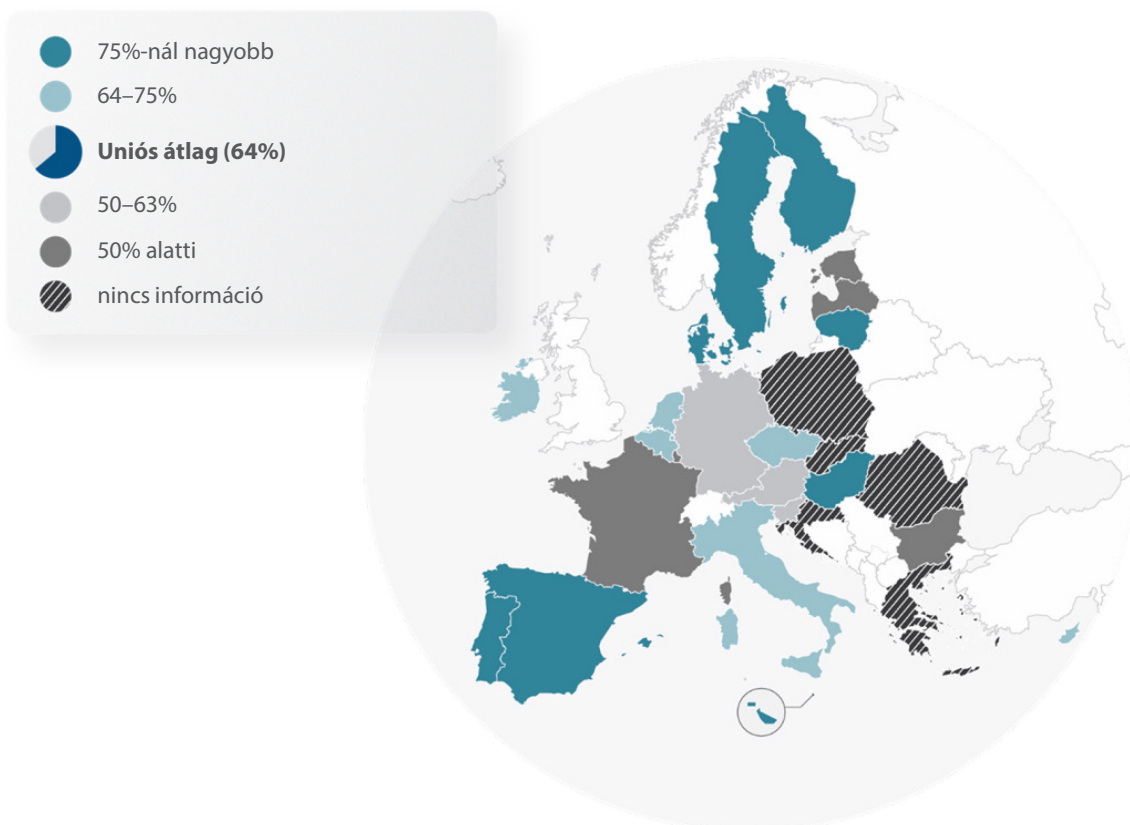 75%-nál nagyobb
64–75%
Uniós átlag (64%)
50–63%
50% alatti
nincs információ